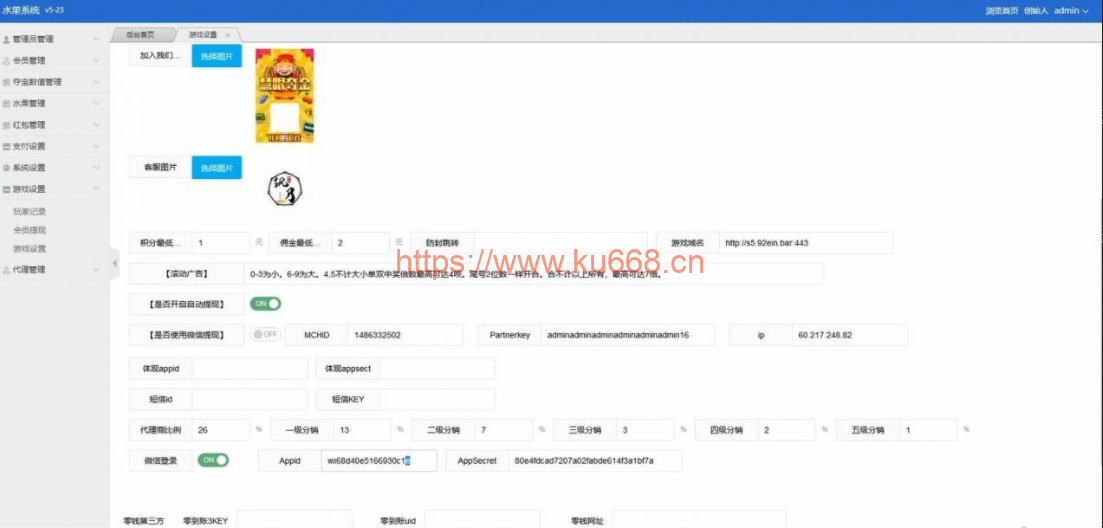 水果系统 v5-23
浏览首页 创始人 admin
管理员管理
会员管理
夺宝数值管理
水果管理
红包管理
支付设置
系统设置
游戏设置
玩家记录
会员提现
游戏设置
代理管理
后台首页 游戏设置 ×
加入我们... 选择图片
慧眼夺金
客服图片 选择图片
积分最低... 1 元 佣金最低... 2 元 防封跳转 游戏域名 http://s5.92ein.bar:443
https://www.ku668.cn
【滚动广告】 0-3为小。6-9为大。4,5不计大小单双中奖倍数最高可达4呗。尾号2位数一样开合。合不计以上所有，最高可达7倍。
【是否开启自动提现】 ON
【是否使用微信提现】 OFF MCHID 1486332502 Partnerkey adminadminadminadminadminadmin16 ip 60.217.248.82
体现appid 体现appsect
短信id 短信KEY
代理商比例 26 % 一级分销 13 % 二级分销 7 % 三级分销 3 % 四级分销 2 % 五级分销 1 %
微信登录 ON Appid AppSecret 80e4fdcad7207a02fabde614f3a1bf7a
零钱第三方 零到账3KEY 零到账uid 零钱网址